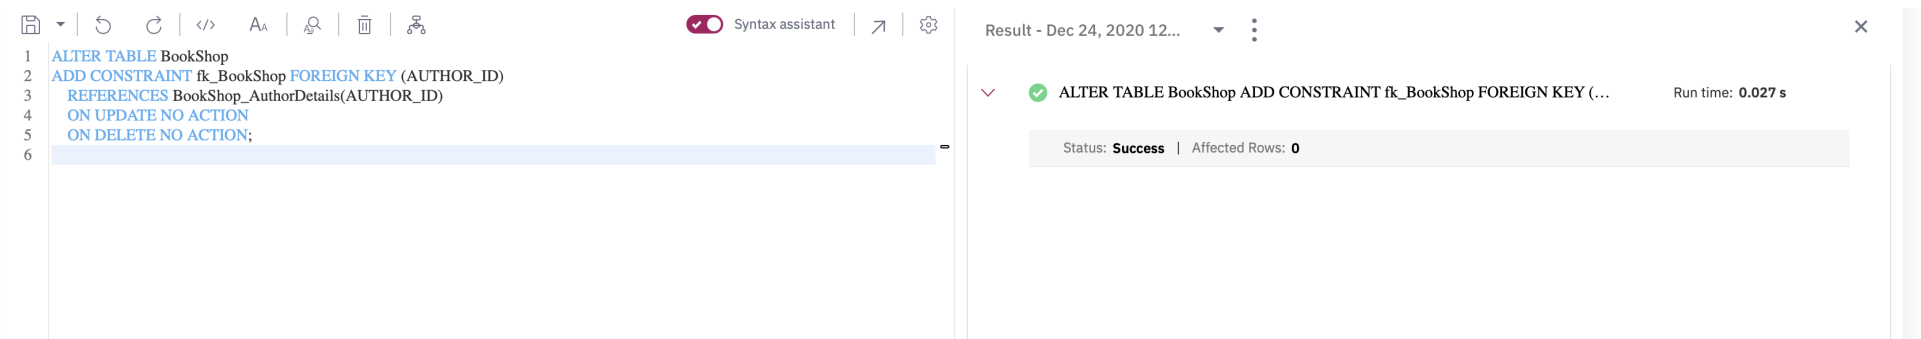 Syntax assistant
1 ALTER TABLE BookShop
2 ADD CONSTRAINT fk_BookShop FOREIGN KEY (AUTHOR_ID)
3 REFERENCES BookShop_AuthorDetails(AUTHOR_ID)
4 ON UPDATE NO ACTION
5 ON DELETE NO ACTION;
6
Result - Dec 24, 2020 12...
ALTER TABLE BookShop ADD CONSTRAINT fk_BookShop FOREIGN KEY (... Run time: 0.027 s
Status: Success | Affected Rows: 0